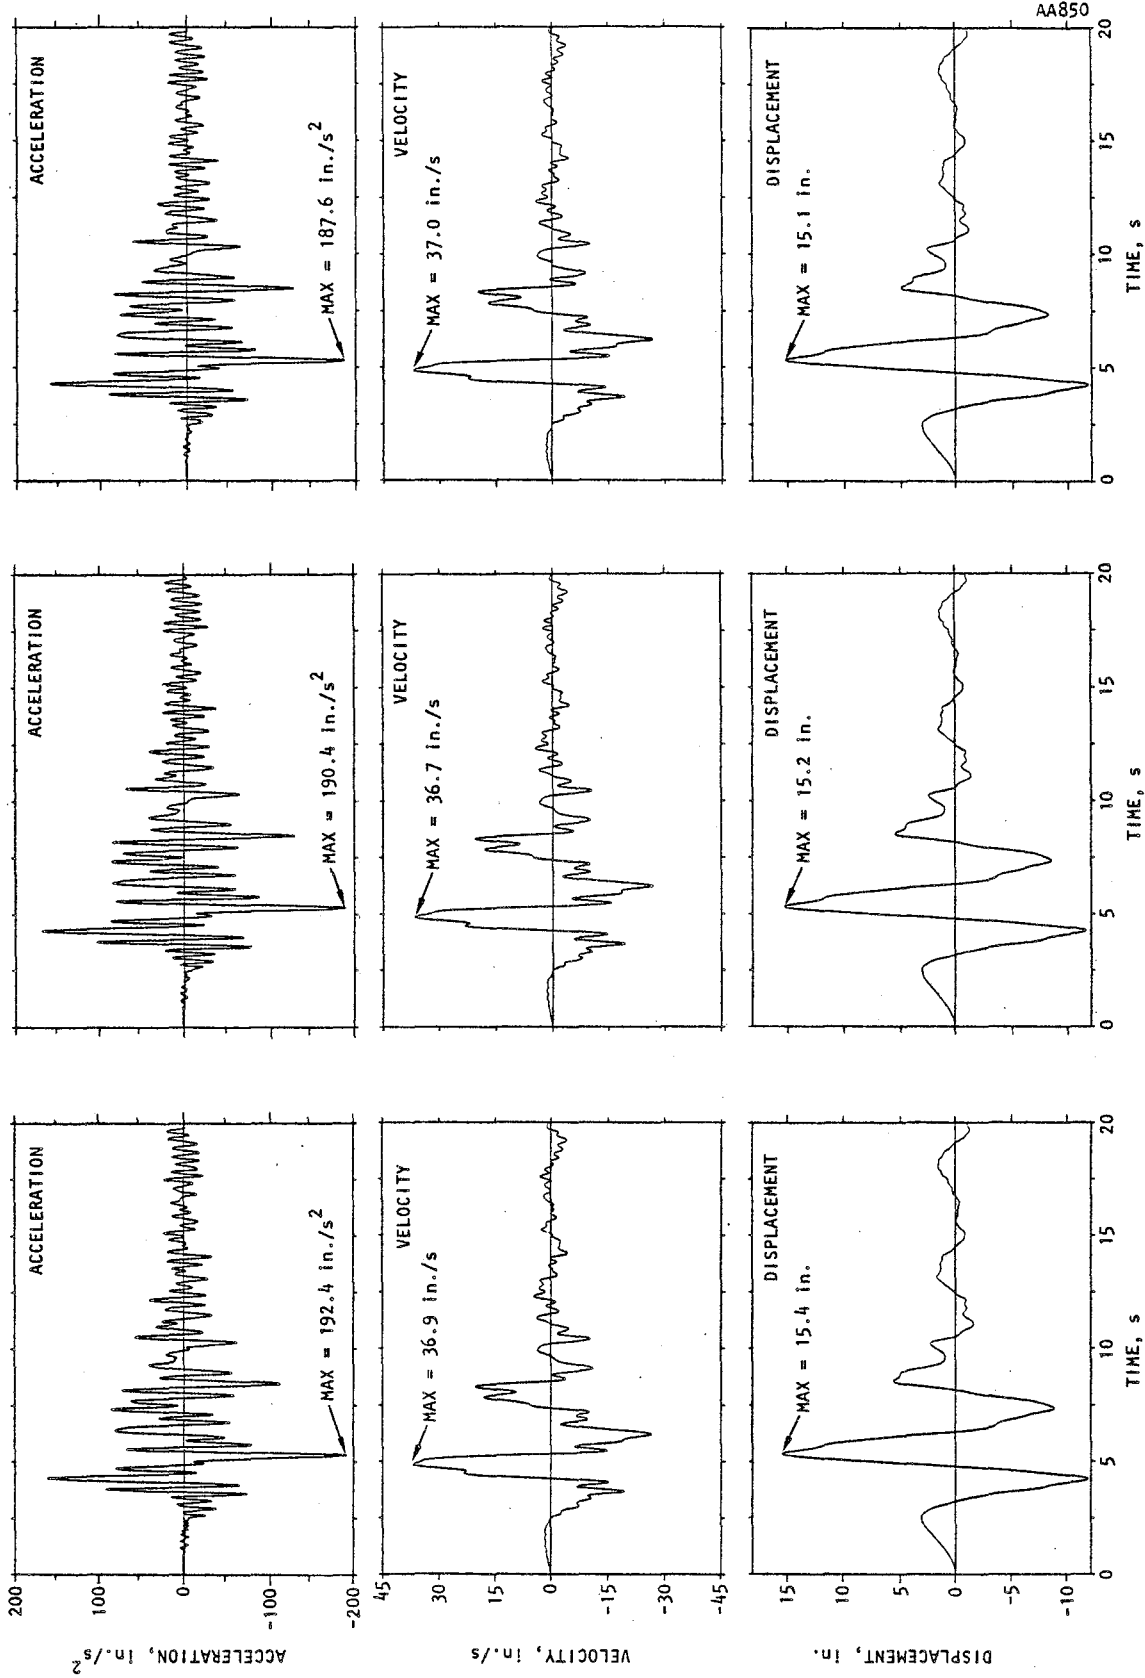 AA850
ACCELERATION, in./s2
200
100
0
-100
-200
ACCELERATION
MAX = 192.4 in./s2
ACCELERATION
MAX = 190.4 in./s2
ACCELERATION
MAX = 187.6 in./s2
VELOCITY, in./s
45
30
15
0
-15
-30
-45
VELOCITY
MAX = 36.9 in./s
VELOCITY
MAX = 36.7 in./s
VELOCITY
MAX = 37.0 in./s
DISPLACEMENT, in.
15
5
0
-5
-10
DISPLACEMENT
MAX = 15.4 in.
DISPLACEMENT
MAX = 15.2 in.
DISPLACEMENT
MAX = 15.1 in.
0 5 10 15 20
TIME, s
0 5 10 15 20
TIME, s
0 5 10 15 20
TIME, s